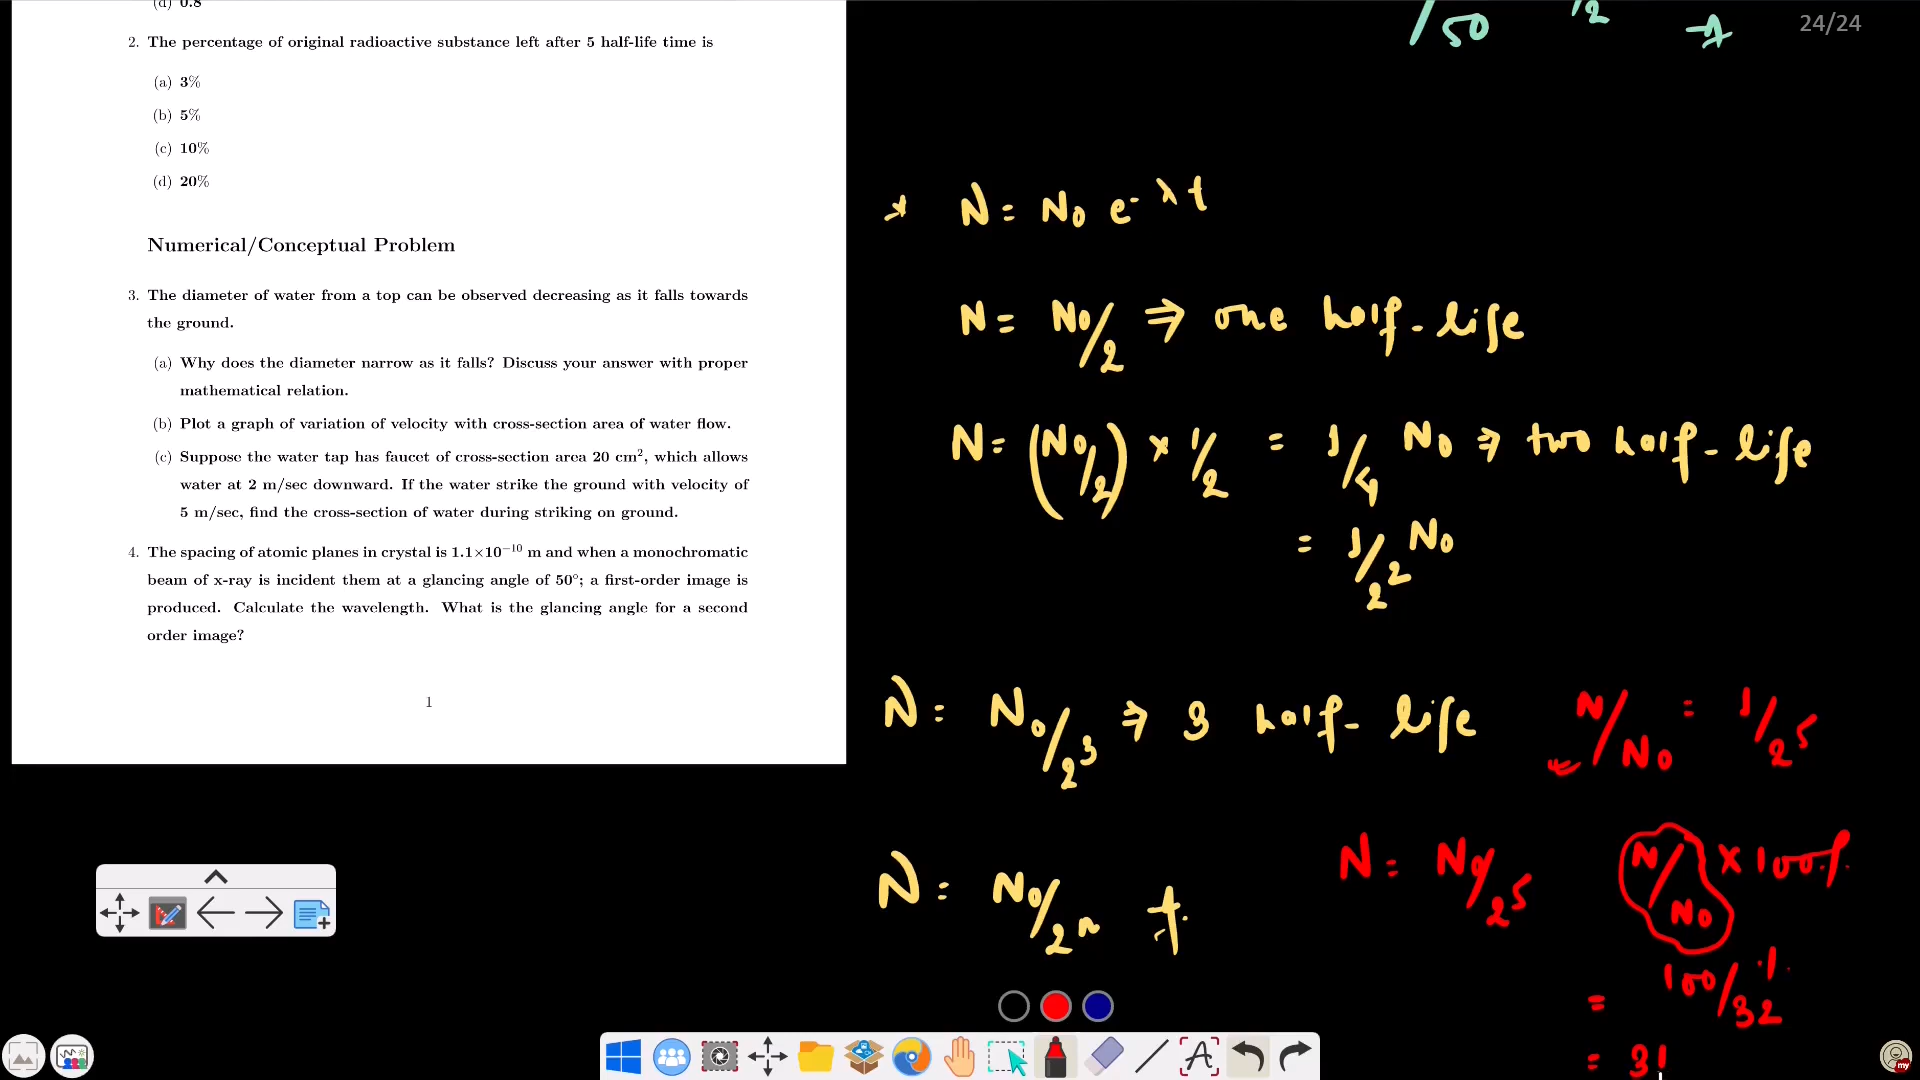 (d) 0.8
2. The percentage of original radioactive substance left after 5 half-life time is
(a) 3%
(b) 5%
(c) 10%
(d) 20%
Numerical/Conceptual Problem
3. The diameter of water from a top can be observed decreasing as it falls towards
the ground.
(a) Why does the diameter narrow as it falls? Discuss your answer with proper
mathematical relation.
(b) Plot a graph of variation of velocity with cross-section area of water flow.
(c) Suppose the water tap has faucet of cross-section area 20 cm², which allows
water at 2 m/sec downward. If the water strike the ground with velocity of
5 m/sec, find the cross-section of water during striking on ground.
4. The spacing of atomic planes in crystal is 1.1×10⁻¹⁰ m and when a monochromatic
beam of x-ray is incident them at a glancing angle of 50°; a first-order image is
produced. Calculate the wavelength. What is the glancing angle for a second
order image?
1
/50 1/2
24/24
N = N₀ e^-λt
N = N₀/2 ⇒ one half-life
N = (N₀/2) × 1/2 = 1/4 N₀ ⇒ two half-life
= 1/2² N₀
N = N₀/2³ ⇒ 3 half-life
N/N₀ = 1/2⁵
N = N₀/2ⁿ
N = N₀/2⁵
N/N₀ × 100%
= 100/32 %
= 3
my